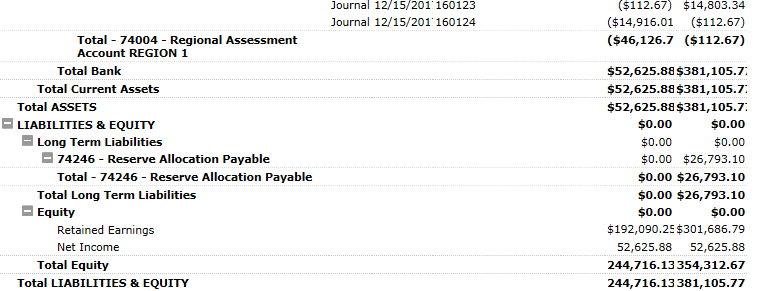 Journal 12/15/201 160123 ($112.67) $14,803.34
Journal 12/15/201 160124 ($14,916.01 ($112.67)
Total - 74004 - Regional Assessment
Account REGION 1 ($46,126.7 ($112.67)
Total Bank $52,625.88 $381,105.77
Total Current Assets $52,625.88 $381,105.77
Total ASSETS $52,625.88 $381,105.77
LIABILITIES & EQUITY $0.00 $0.00
Long Term Liabilities $0.00 $0.00
74246 - Reserve Allocation Payable $0.00 $26,793.10
Total - 74246 - Reserve Allocation Payable $0.00 $26,793.10
Total Long Term Liabilities $0.00 $26,793.10
Equity $0.00 $0.00
Retained Earnings $192,090.25 $301,686.79
Net Income 52,625.88 52,625.88
Total Equity 244,716.13 354,312.67
Total LIABILITIES & EQUITY 244,716.13 381,105.77